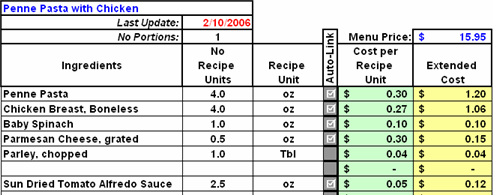 Penne Pasta with Chicken
Last Update: 2/10/2006
No Portions: 1 Auto-Link Menu Price: $ 15.95
Ingredients No Recipe Units Recipe Unit Cost per Recipe Unit Extended Cost
Penne Pasta 4.0 oz $ 0.30 $ 1.20
Chicken Breast, Boneless 4.0 oz $ 0.27 $ 1.06
Baby Spinach 1.0 oz $ 0.10 $ 0.10
Parmesan Cheese, grated 0.5 oz $ 0.30 $ 0.15
Parley, chopped 1.0 Tbl $ 0.04 $ 0.04
$ - $ -
Sun Dried Tomato Alfredo Sauce 2.5 oz $ 0.05 $ 0.12